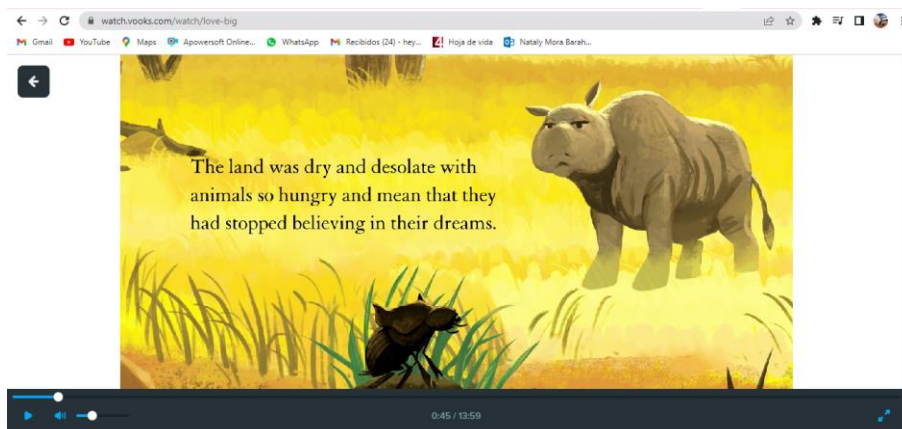 watch.vooks.com/watch/love-big
Gmail YouTube Maps Apowersoft Online... WhatsApp Recibidos (24) - hey... Hoja de vida Nataly Mora Barah...
The land was dry and desolate with
animals so hungry and mean that they
had stopped believing in their dreams.
0:45 / 13:59